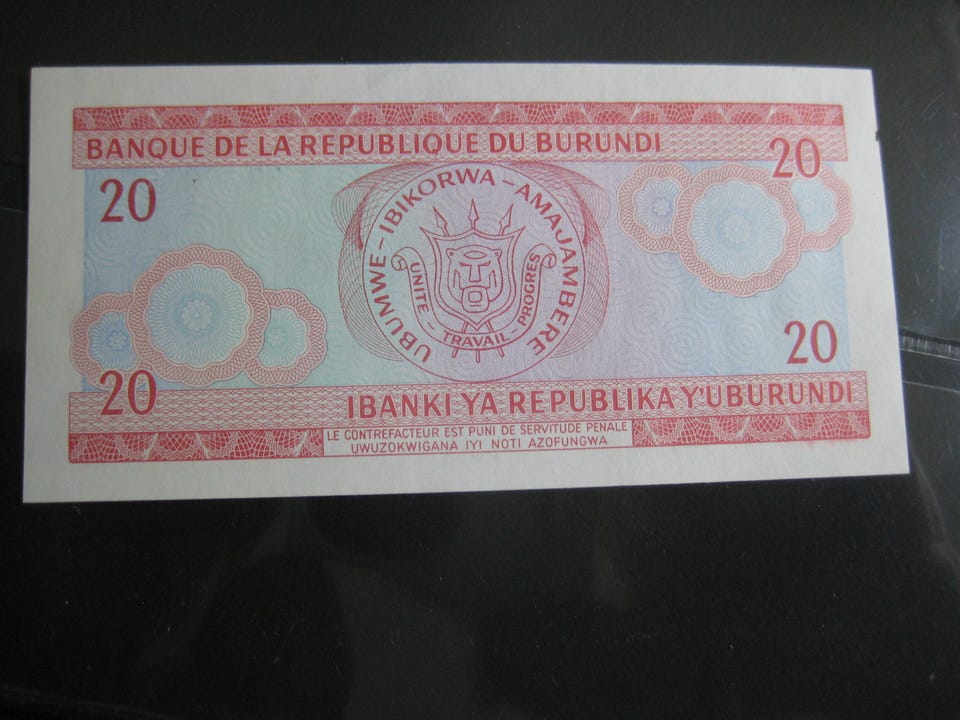 BANQUE DE LA REPUBLIQUE DU BURUNDI
20
20
UBUMWE - IBIKORWA - AMAJAMBERE
UNITE - TRAVAIL - PROGRES
20
20
IBANKI YA REPUBLIKA Y'UBURUNDI
LE CONTREFACTEUR EST PUNI DE SERVITUDE PENALE
UWUZOKWIGANA IYI NOTI AZOFUNGWA